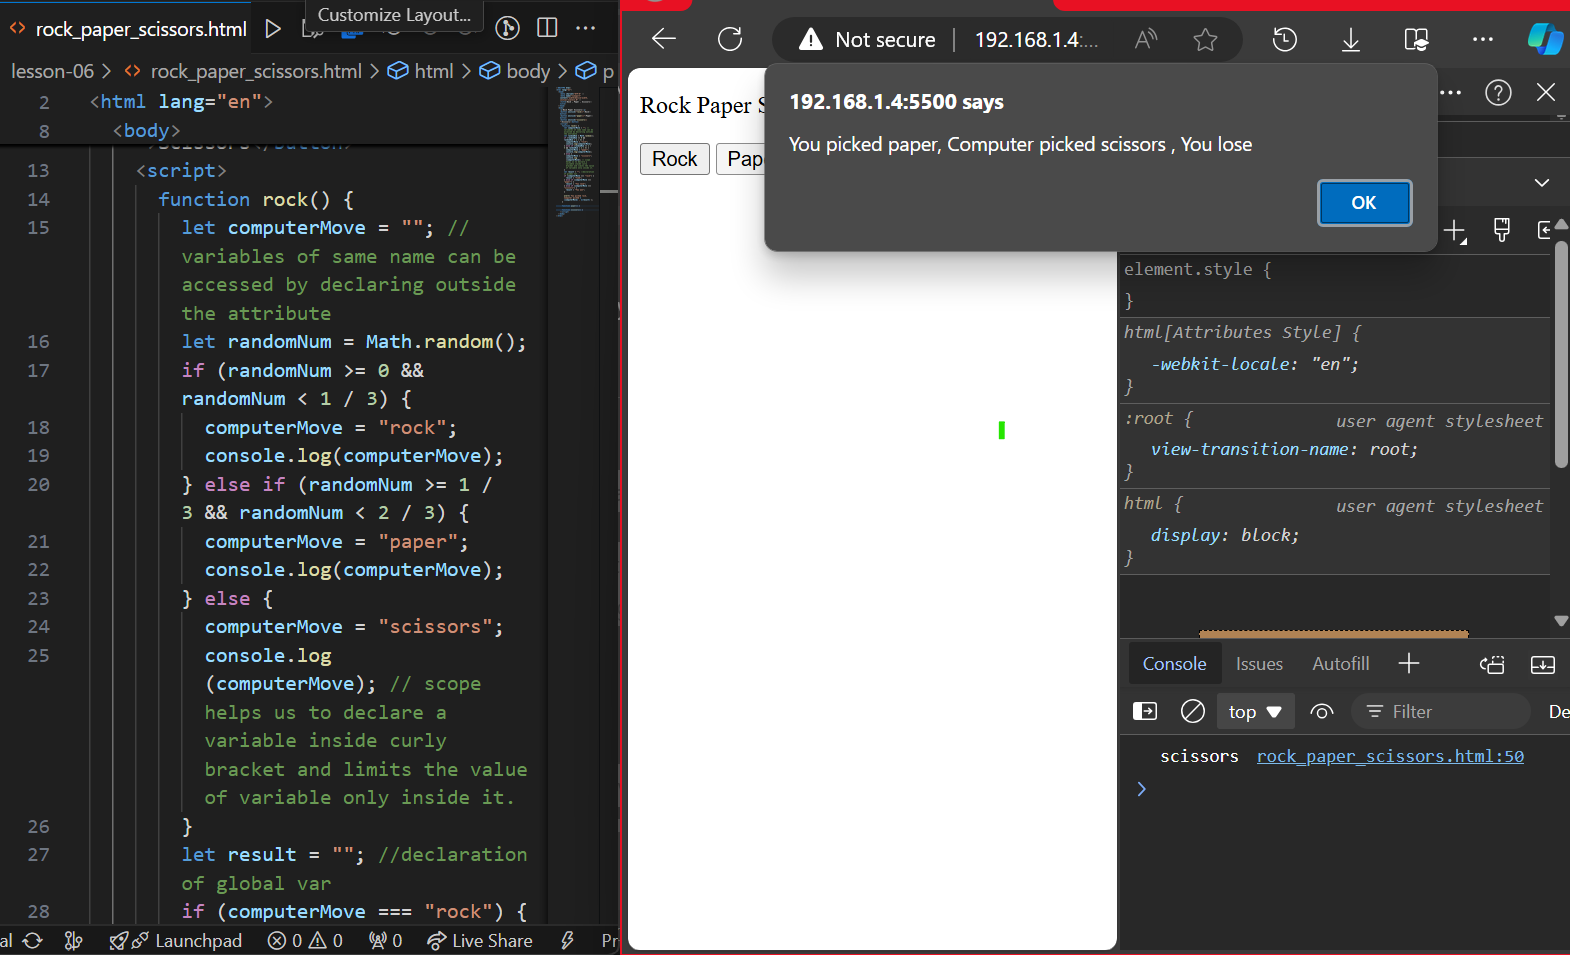 Customize Layout...
rock_paper_scissors.html
lesson-06 > <> rock_paper_scissors.html > html > body > p
2 <html lang="en">
8 <body>
13 <script>
14 function rock() {
15 let computerMove = ""; //
variables of same name can be
accessed by declaring outside
the attribute
16 let randomNum = Math.random();
17 if (randomNum >= 0 &&
randomNum < 1 / 3) {
18 computerMove = "rock";
19 console.log(computerMove);
20 } else if (randomNum >= 1 /
3 && randomNum < 2 / 3) {
21 computerMove = "paper";
22 console.log(computerMove);
23 } else {
24 computerMove = "scissors";
25 console.log
(computerMove); // scope
helps us to declare a
variable inside curly
bracket and limits the value
of variable only inside it.
26 }
27 let result = ""; //declaration
of global var
28 if (computerMove === "rock") {
al Launchpad 0 0 0 Live Share Pr
Not secure | 192.168.1.4:...
Rock Paper S
Rock Pap
192.168.1.4:5500 says
You picked paper, Computer picked scissors , You lose
OK
element.style {
}
html[Attributes Style] {
-webkit-locale: "en";
}
:root { user agent stylesheet
view-transition-name: root;
}
html { user agent stylesheet
display: block;
}
Console Issues Autofill
top Filter De
scissors rock_paper_scissors.html:50